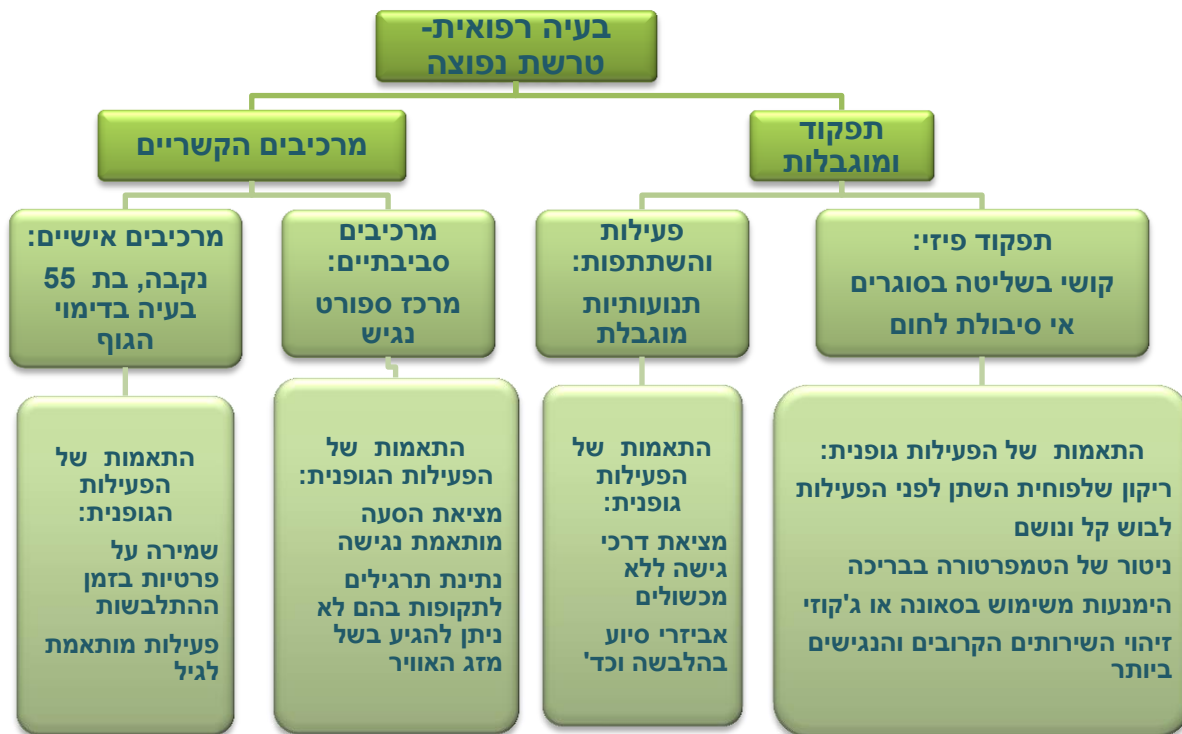 בעיה רפואית-
טרשת נפוצה
תפקוד
ומוגבלות
מרכיבים הקשריים
תפקוד פיזי:
קושי בשליטה בסוגרים
אי סיבולת לחום
פעילות
והשתתפות:
תנועתיות
מוגבלת
מרכיבים
סביבתיים:
מרכז ספורט
נגיש
מרכיבים אישיים:
נקבה, בת 55
בעיה בדימוי
הגוף
התאמות של הפעילות גופנית:
ריקון שלפוחית השתן לפני הפעילות
לבוש קל ונושם
ניטור של הטמפרטורה בבריכה
הימנעות משימוש בסאונה או ג'קוזי
זיהוי השירותים הקרובים והנגישים
ביותר
התאמות של
הפעילות
גופנית:
מציאת דרכי
גישה ללא
מכשולים
אביזרי סיוע
בהלבשה וכד'
התאמות של
הפעילות הגופנית:
מציאת הסעה
מותאמת נגישה
נתינת תרגילים
לתקופות בהם לא
ניתן להגיע בשל
מזג האוויר
התאמות של
הפעילות
הגופנית:
שמירה על
פרטיות בזמן
ההתלבשות
פעילות מותאמת
לגיל